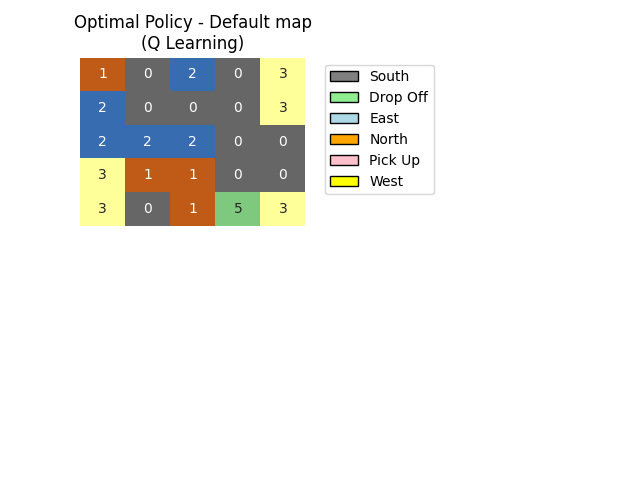 Optimal Policy - Default map
(Q Learning)
1 0 2 0 3
2 0 0 0 3
2 2 2 0 0
3 1 1 0 0
3 0 1 5 3
South
Drop Off
East
North
Pick Up
West